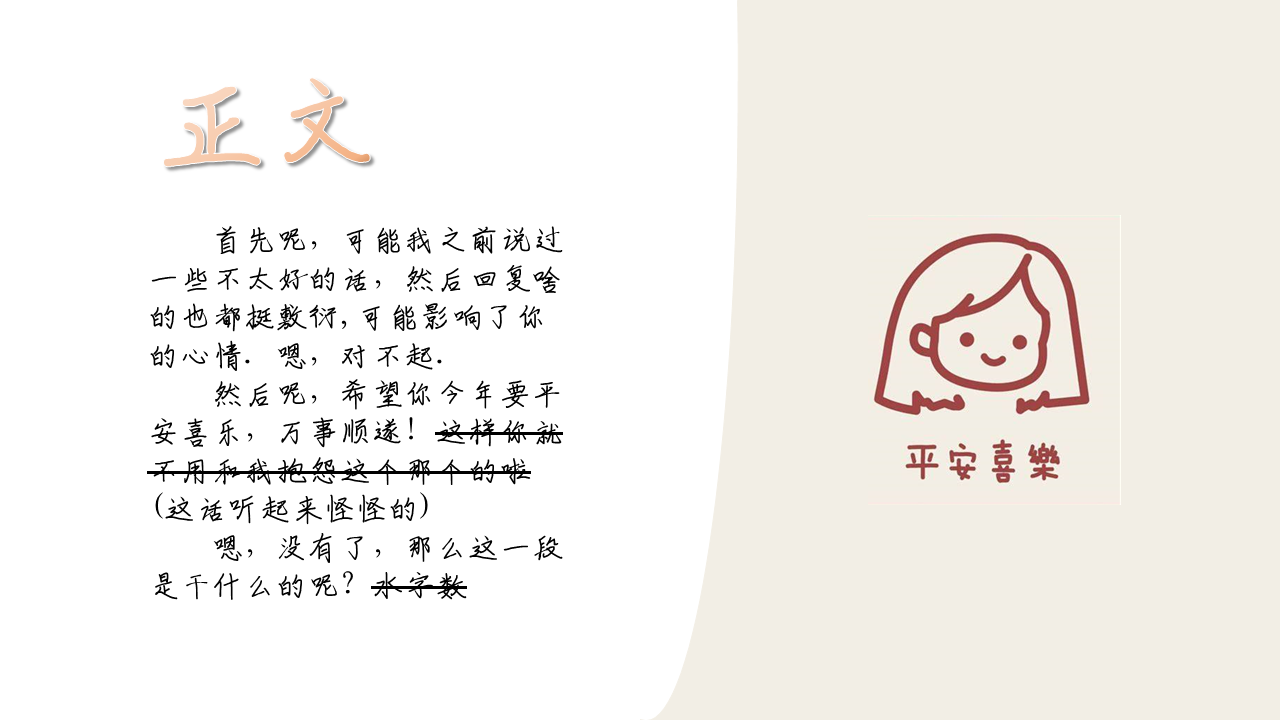 正文
首先呢，可能我之前说过
一些不太好的话，然后回复啥
的也都挺敷衍,可能影响了你
的心情. 嗯，对不起.
然后呢，希望你今年要平
安喜乐，万事顺遂！这样你就
不用和我抱怨这个那个的啦
(这话听起来怪怪的)
嗯，没有了，那么这一段
是干什么的呢？水字数
平安喜樂